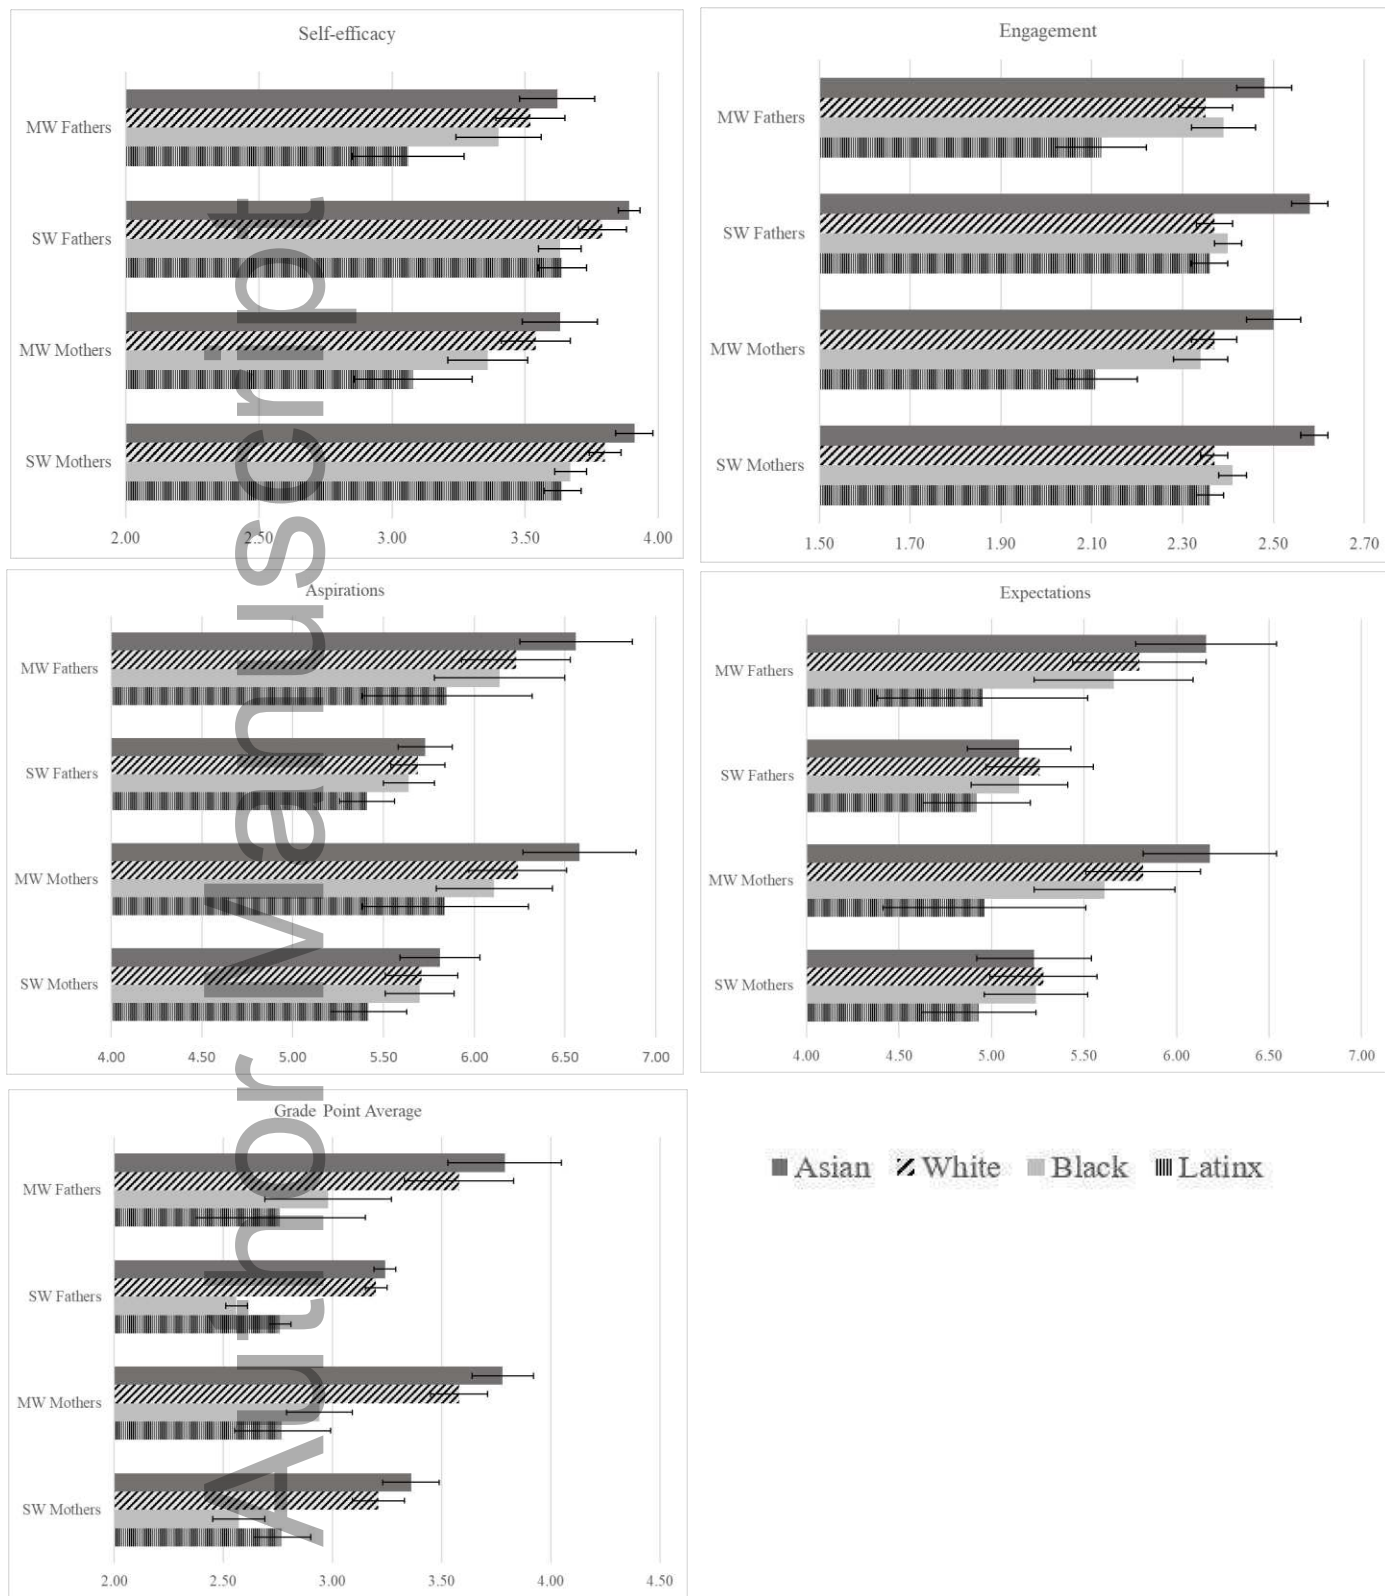 Self-efficacy
MW Fathers
SW Fathers
MW Mothers
SW Mothers
2.00 2.50 3.00 3.50 4.00
Engagement
MW Fathers
SW Fathers
MW Mothers
SW Mothers
1.50 1.70 1.90 2.10 2.30 2.50 2.70
Aspirations
MW Fathers
SW Fathers
MW Mothers
SW Mothers
4.00 4.50 5.00 5.50 6.00 6.50 7.00
Expectations
MW Fathers
SW Fathers
MW Mothers
SW Mothers
4.00 4.50 5.00 5.50 6.00 6.50 7.00
Grade Point Average
MW Fathers
SW Fathers
MW Mothers
SW Mothers
2.00 2.50 3.00 3.50 4.00 4.50
Asian White Black Latinx
Author Manuscript